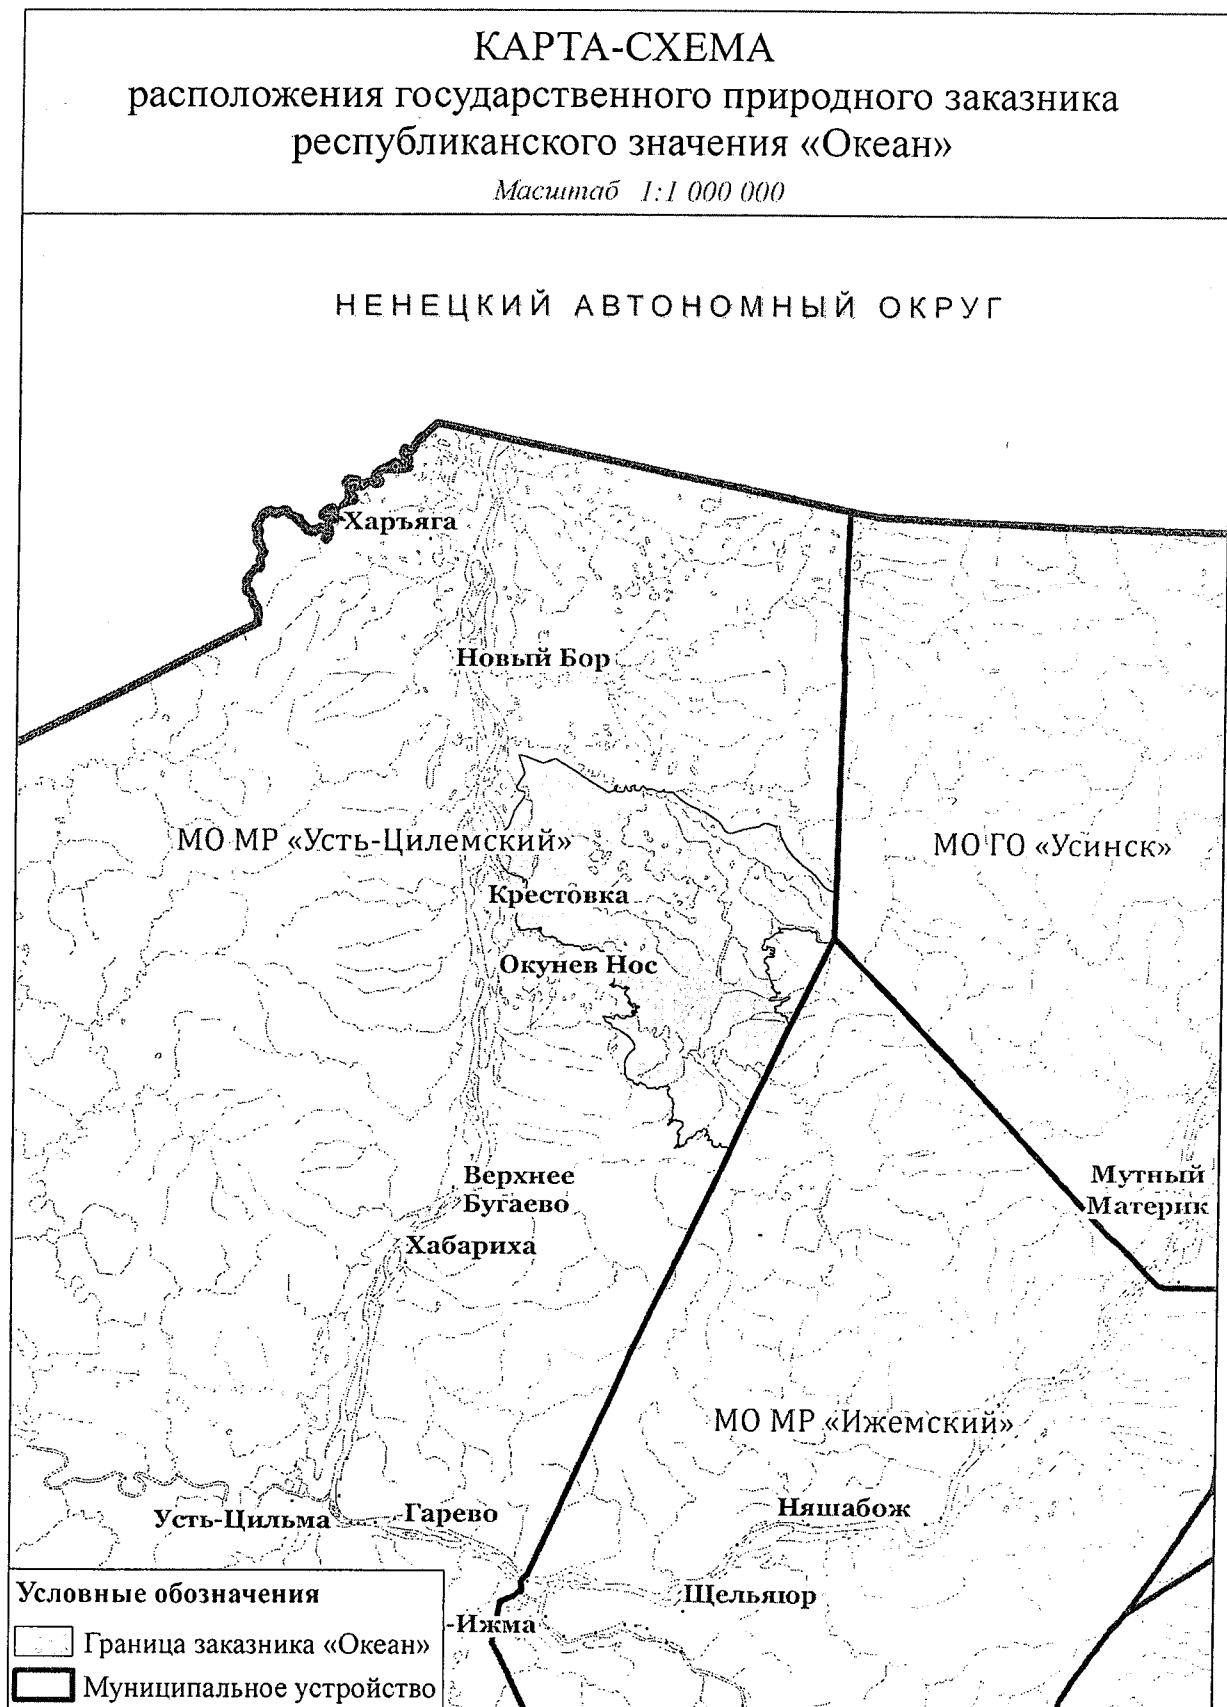 КАРТА-СХЕМА
расположения государственного природного заказника
республиканского значения «Океан»
Масштаб 1:1 000 000
НЕНЕЦКИЙ АВТОНОМНЫЙ ОКРУГ
Харъяга
Новый Бор
МО МР «Усть-Цилемский»
МО ГО «Усинск»
Крестовка
Окунев Нос
Верхнее
Бугаево
Мутный
Материк
Хабариха
МО МР «Ижемский»
Усть-Цильма
Гарево
Няшабож
Щельяюр
-Ижма
Условные обозначения
Граница заказника «Океан»
Муниципальное устройство